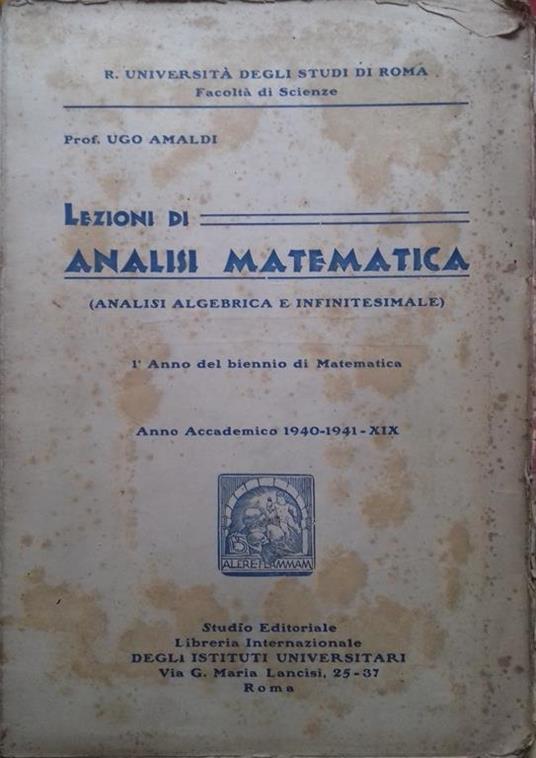 R. UNIVERSITÀ DEGLI STUDI DI ROMA
Facoltà di Scienze
Prof. UGO AMALDI
LEZIONI DI
ANALISI MATEMATICA
(ANALISI ALGEBRICA E INFINITESIMALE)
1° Anno del biennio di Matematica
Anno Accademico 1940-1941-XIX
ALERE FLAMMAM
Studio Editoriale
Libreria Internazionale
DEGLI ISTITUTI UNIVERSITARI
Via G. Maria Lancisi, 25-37
Roma